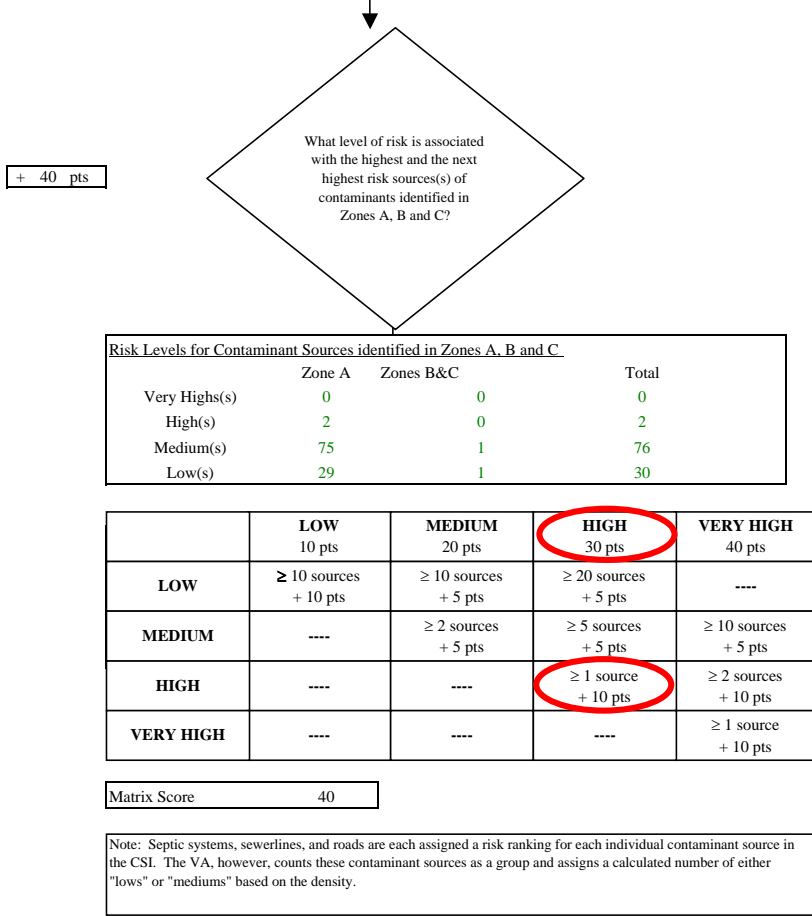 What level of risk is associated
with the highest and the next
highest risk sources(s) of
contaminants identified in
Zones A, B and C?
+ 40 pts
Risk Levels for Contaminant Sources identified in Zones A, B and C
Zone A Zones B&C Total
Very Highs(s) 0 0 0
High(s) 2 0 2
Medium(s) 75 1 76
Low(s) 29 1 30
LOW MEDIUM HIGH VERY HIGH
10 pts 20 pts 30 pts 40 pts
LOW ≥ 10 sources ≥ 10 sources ≥ 20 sources ----
+ 10 pts + 5 pts + 5 pts
MEDIUM ---- ≥ 2 sources ≥ 5 sources ≥ 10 sources
+ 5 pts + 5 pts + 5 pts
HIGH ---- ---- ≥ 1 source ≥ 2 sources
+ 10 pts + 10 pts
VERY HIGH ---- ---- ---- ≥ 1 source
+ 10 pts
Matrix Score 40
Note: Septic systems, sewerlines, and roads are each assigned a risk ranking for each individual contaminant source in
the CSI. The VA, however, counts these contaminant sources as a group and assigns a calculated number of either
"lows" or "mediums" based on the density.